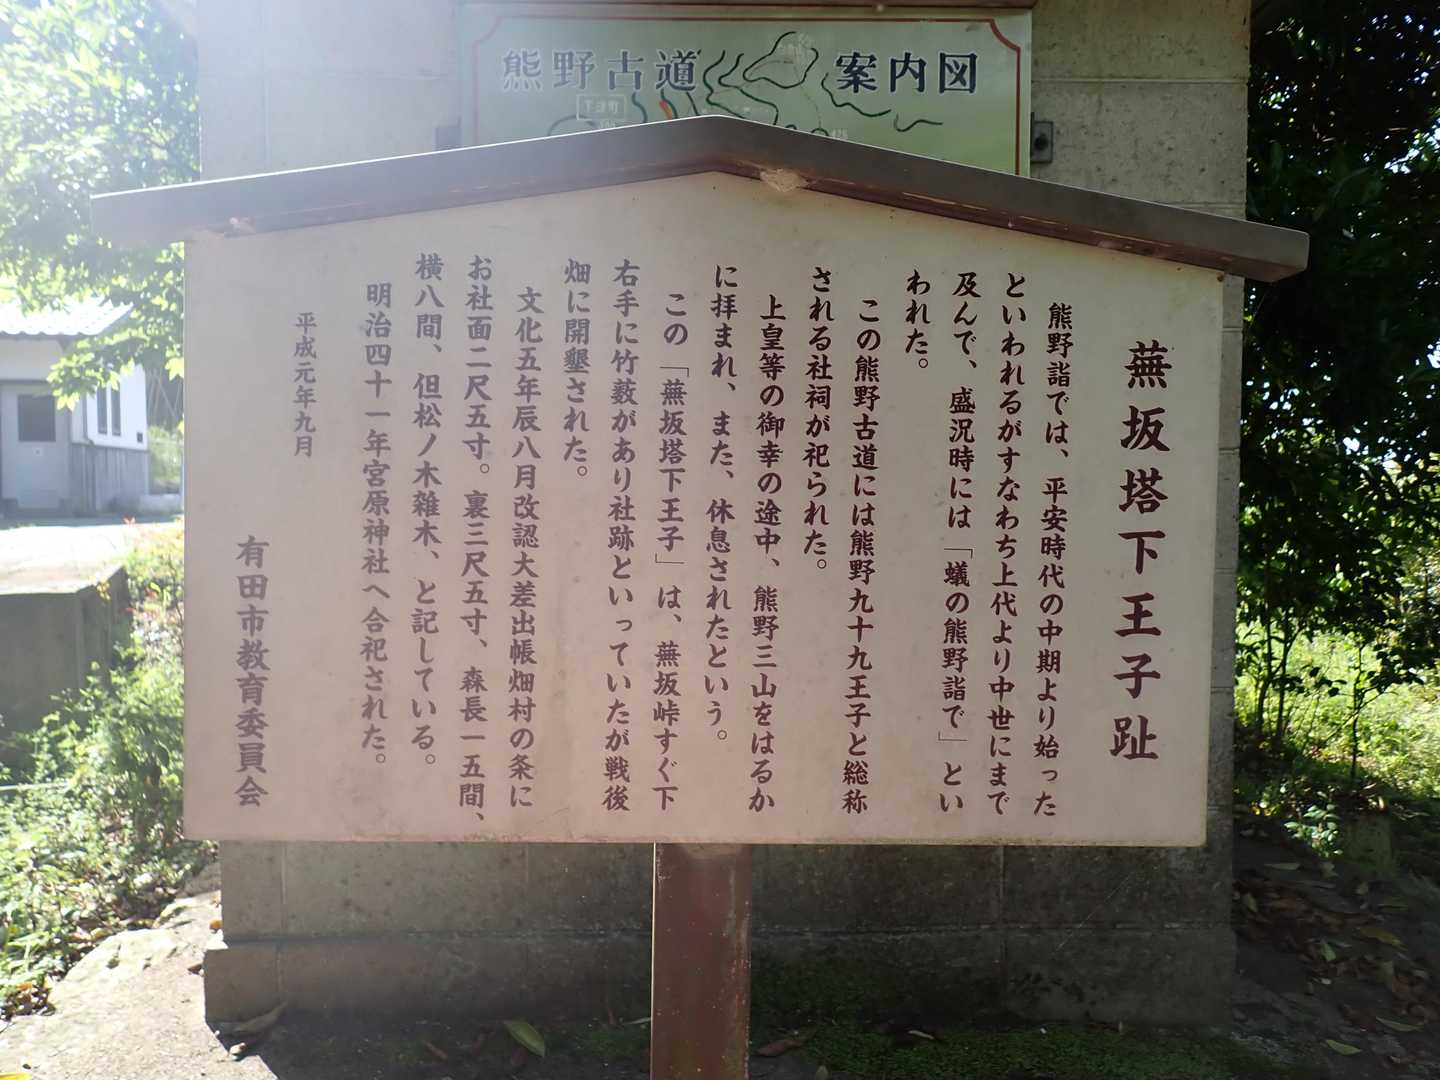 熊野古道 案内図
蕪坂塔下王子趾
熊野詣では、平安時代の中期より始った
といわれるがすなわち上代より中世にまで
及んで、盛況時には「蟻の熊野詣で」とい
われた。
この熊野古道には熊野九十九王子と総称
される社祠が祀られた。
上皇等の御幸の途中、熊野三山をはるか
に拝まれ、また、休息されたという。
この「蕪坂塔下王子」は、蕪坂峠すぐ下
右手に竹薮があり社跡といっていたが戦後
畑に開墾された。
文化五年辰八月改認大差出帳畑村の条に
お社面二尺五寸。裏三尺五寸、森長一五間、
横八間、但松ノ木雑木、と記している。
明治四十一年宮原神社へ合祀された。
平成元年九月
有田市教育委員会